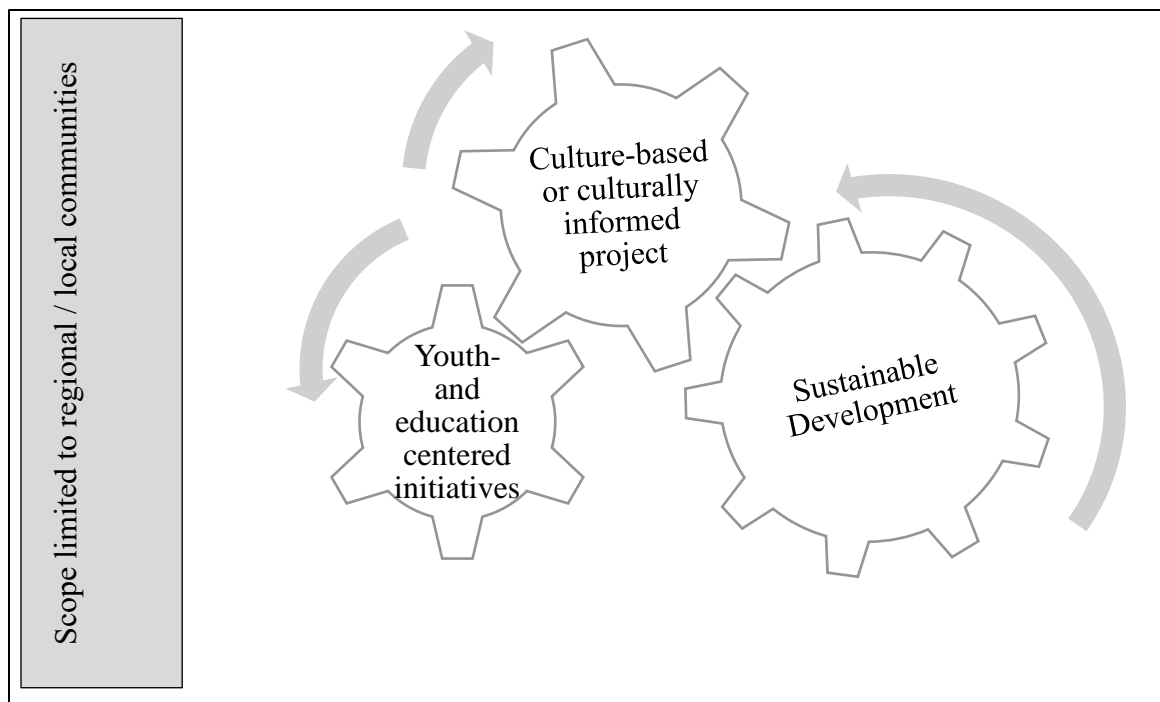 Scope limited to regional / local communities
Culture-based
or culturally
informed
project
Youth-
and
education
centered
initiatives
Sustainable
Development